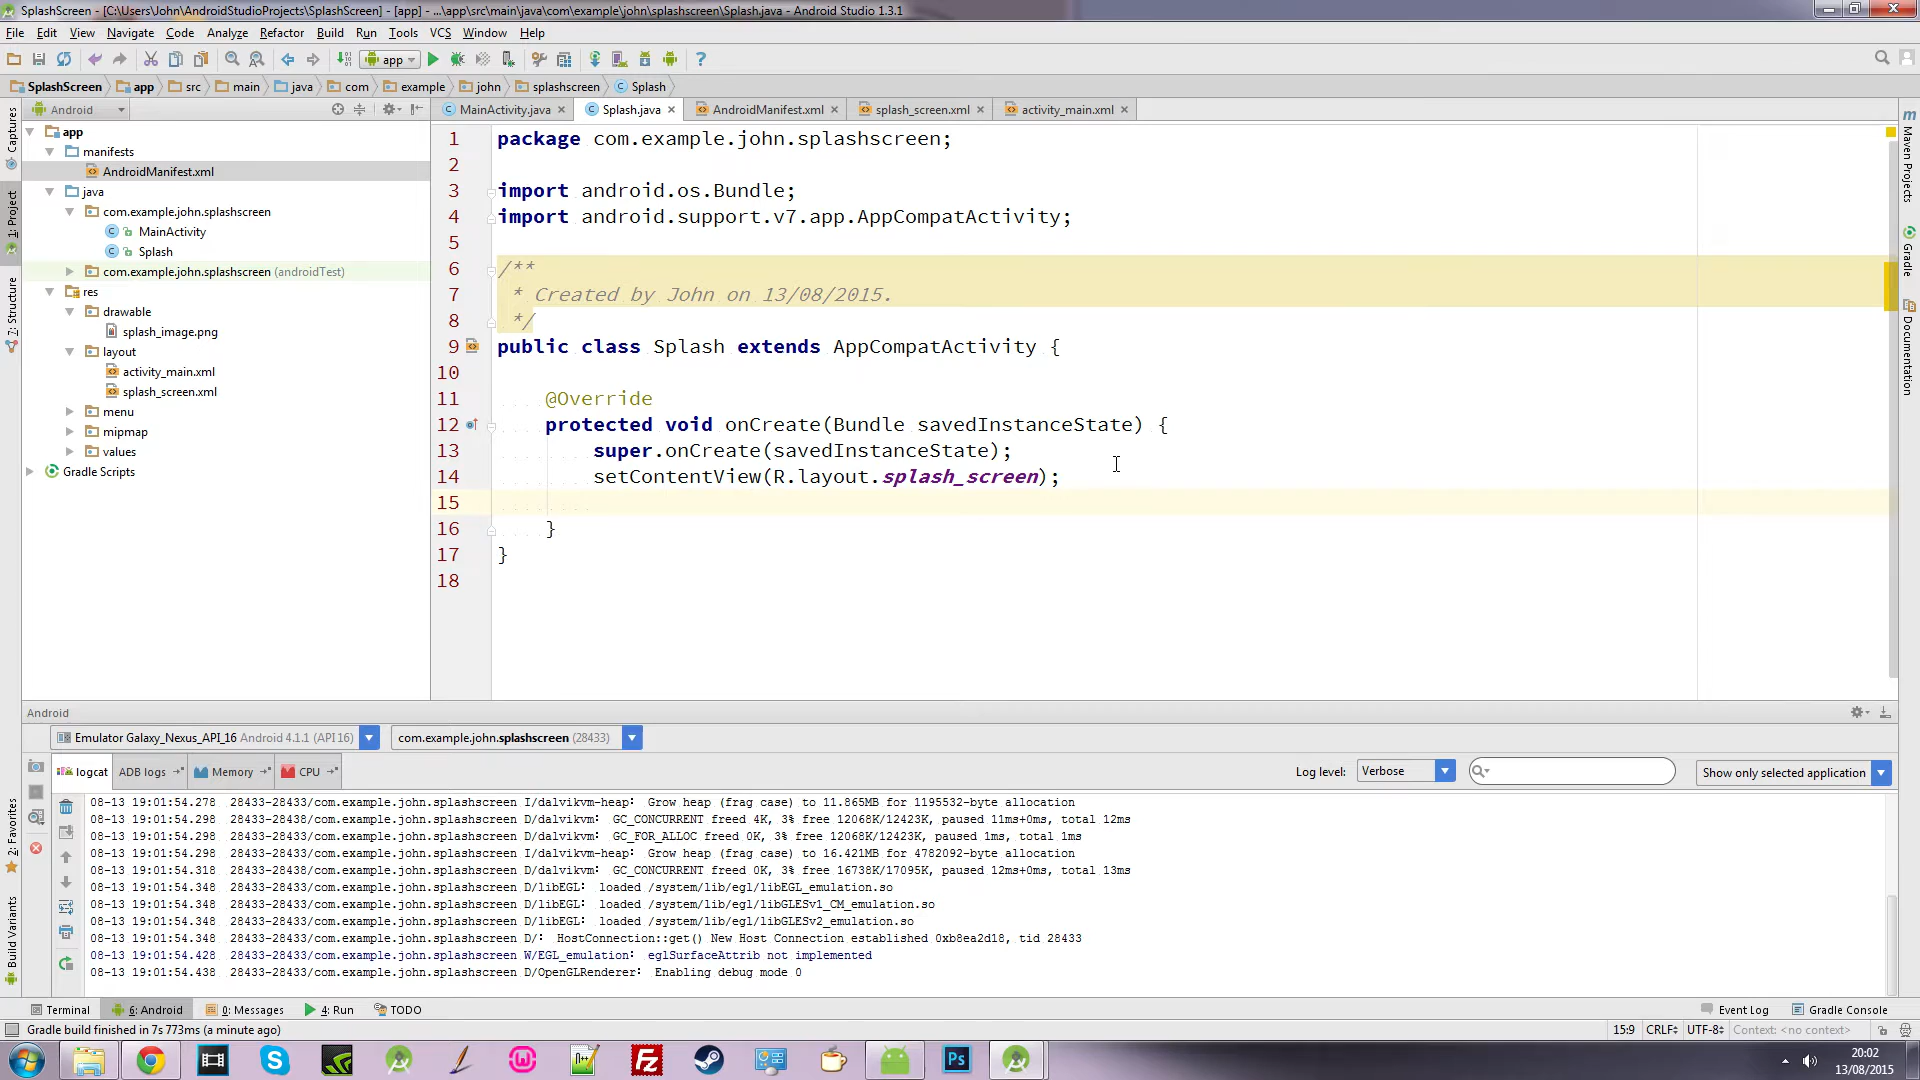 SplashScreen - [C:\Users\John\AndroidStudioProjects\SplashScreen] - [app] - ...\app\src\main\java\com\example\john\splashscreen\Splash.java - Android Studio 1.3.1
File Edit View Navigate Code Analyze Refactor Build Run Tools VCS Window Help
app
SplashScreen app src main java com example john splashscreen Splash
Android
MainActivity.java Splash.java AndroidManifest.xml splash_screen.xml activity_main.xml
Captures
1: Project
7: Structure
2: Favorites
Build Variants
Maven Projects
Gradle
Documentation
app
manifests
AndroidManifest.xml
java
com.example.john.splashscreen
MainActivity
Splash
com.example.john.splashscreen (androidTest)
res
drawable
splash_image.png
layout
activity_main.xml
splash_screen.xml
menu
mipmap
values
Gradle Scripts
1 package com.example.john.splashscreen;
2
3 import android.os.Bundle;
4 import android.support.v7.app.AppCompatActivity;
5
6 /**
7 * Created by John on 13/08/2015.
8 */
9 public class Splash extends AppCompatActivity {
10
11 @Override
12 protected void onCreate(Bundle savedInstanceState) {
13 super.onCreate(savedInstanceState);
14 setContentView(R.layout.splash_screen);
15
16 }
17 }
18
Android
Emulator Galaxy_Nexus_API_16 Android 4.1.1 (API 16) com.example.john.splashscreen (28433)
logcat ADB logs Memory CPU Log level: Verbose Show only selected application
08-13 19:01:54.278 28433-28433/com.example.john.splashscreen I/dalvikvm-heap: Grow heap (frag case) to 11.865MB for 1195532-byte allocation
08-13 19:01:54.298 28433-28438/com.example.john.splashscreen D/dalvikvm: GC_CONCURRENT freed 4K, 3% free 12068K/12423K, paused 11ms+0ms, total 12ms
08-13 19:01:54.298 28433-28433/com.example.john.splashscreen D/dalvikvm: GC_FOR_ALLOC freed 0K, 3% free 12068K/12423K, paused 1ms, total 1ms
08-13 19:01:54.298 28433-28433/com.example.john.splashscreen I/dalvikvm-heap: Grow heap (frag case) to 16.421MB for 4782092-byte allocation
08-13 19:01:54.318 28433-28438/com.example.john.splashscreen D/dalvikvm: GC_CONCURRENT freed 0K, 3% free 16738K/17095K, paused 12ms+0ms, total 13ms
08-13 19:01:54.348 28433-28433/com.example.john.splashscreen D/libEGL: loaded /system/lib/egl/libEGL_emulation.so
08-13 19:01:54.348 28433-28433/com.example.john.splashscreen D/libEGL: loaded /system/lib/egl/libGLESv1_CM_emulation.so
08-13 19:01:54.348 28433-28433/com.example.john.splashscreen D/libEGL: loaded /system/lib/egl/libGLESv2_emulation.so
08-13 19:01:54.348 28433-28433/com.example.john.splashscreen D/: HostConnection::get() New Host Connection established 0xb8ea2d18, tid 28433
08-13 19:01:54.428 28433-28433/com.example.john.splashscreen W/EGL_emulation: eglSurfaceAttrib not implemented
08-13 19:01:54.438 28433-28433/com.example.john.splashscreen D/OpenGLRenderer: Enabling debug mode 0
Terminal 6: Android 0: Messages 4: Run TODO Event Log Gradle Console
Gradle build finished in 7s 773ms (a minute ago) 15:9 CRLF UTF-8 Context: <no context>
Ps
20:02
13/08/2015